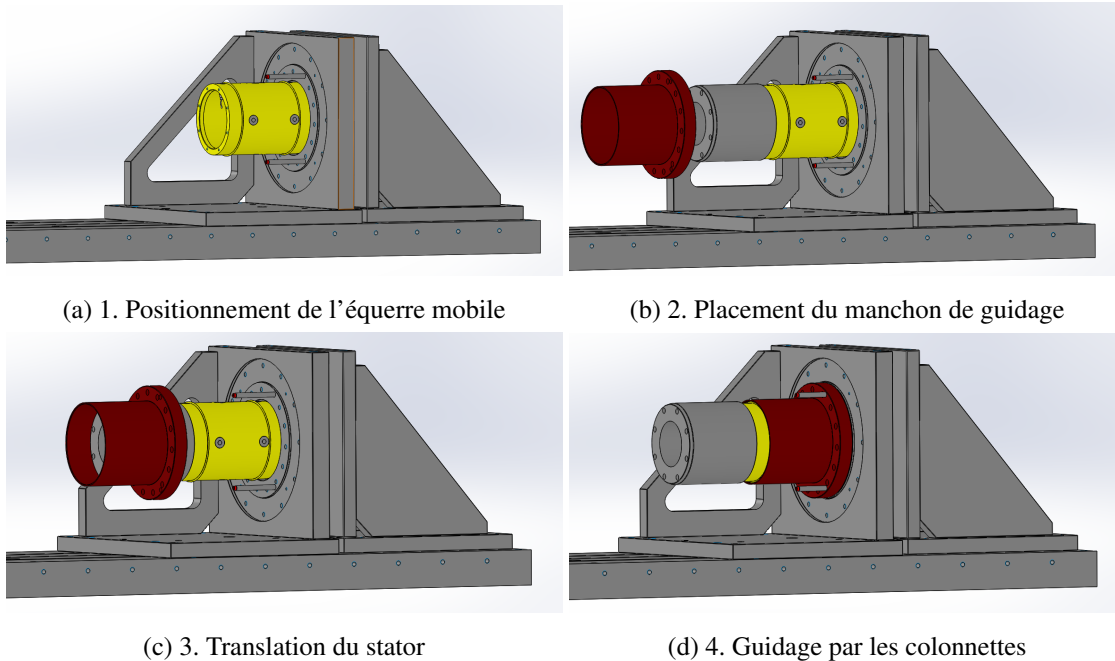 (a) 1. Positionnement de l'équerre mobile
(b) 2. Placement du manchon de guidage
(c) 3. Translation du stator
(d) 4. Guidage par les colonnettes